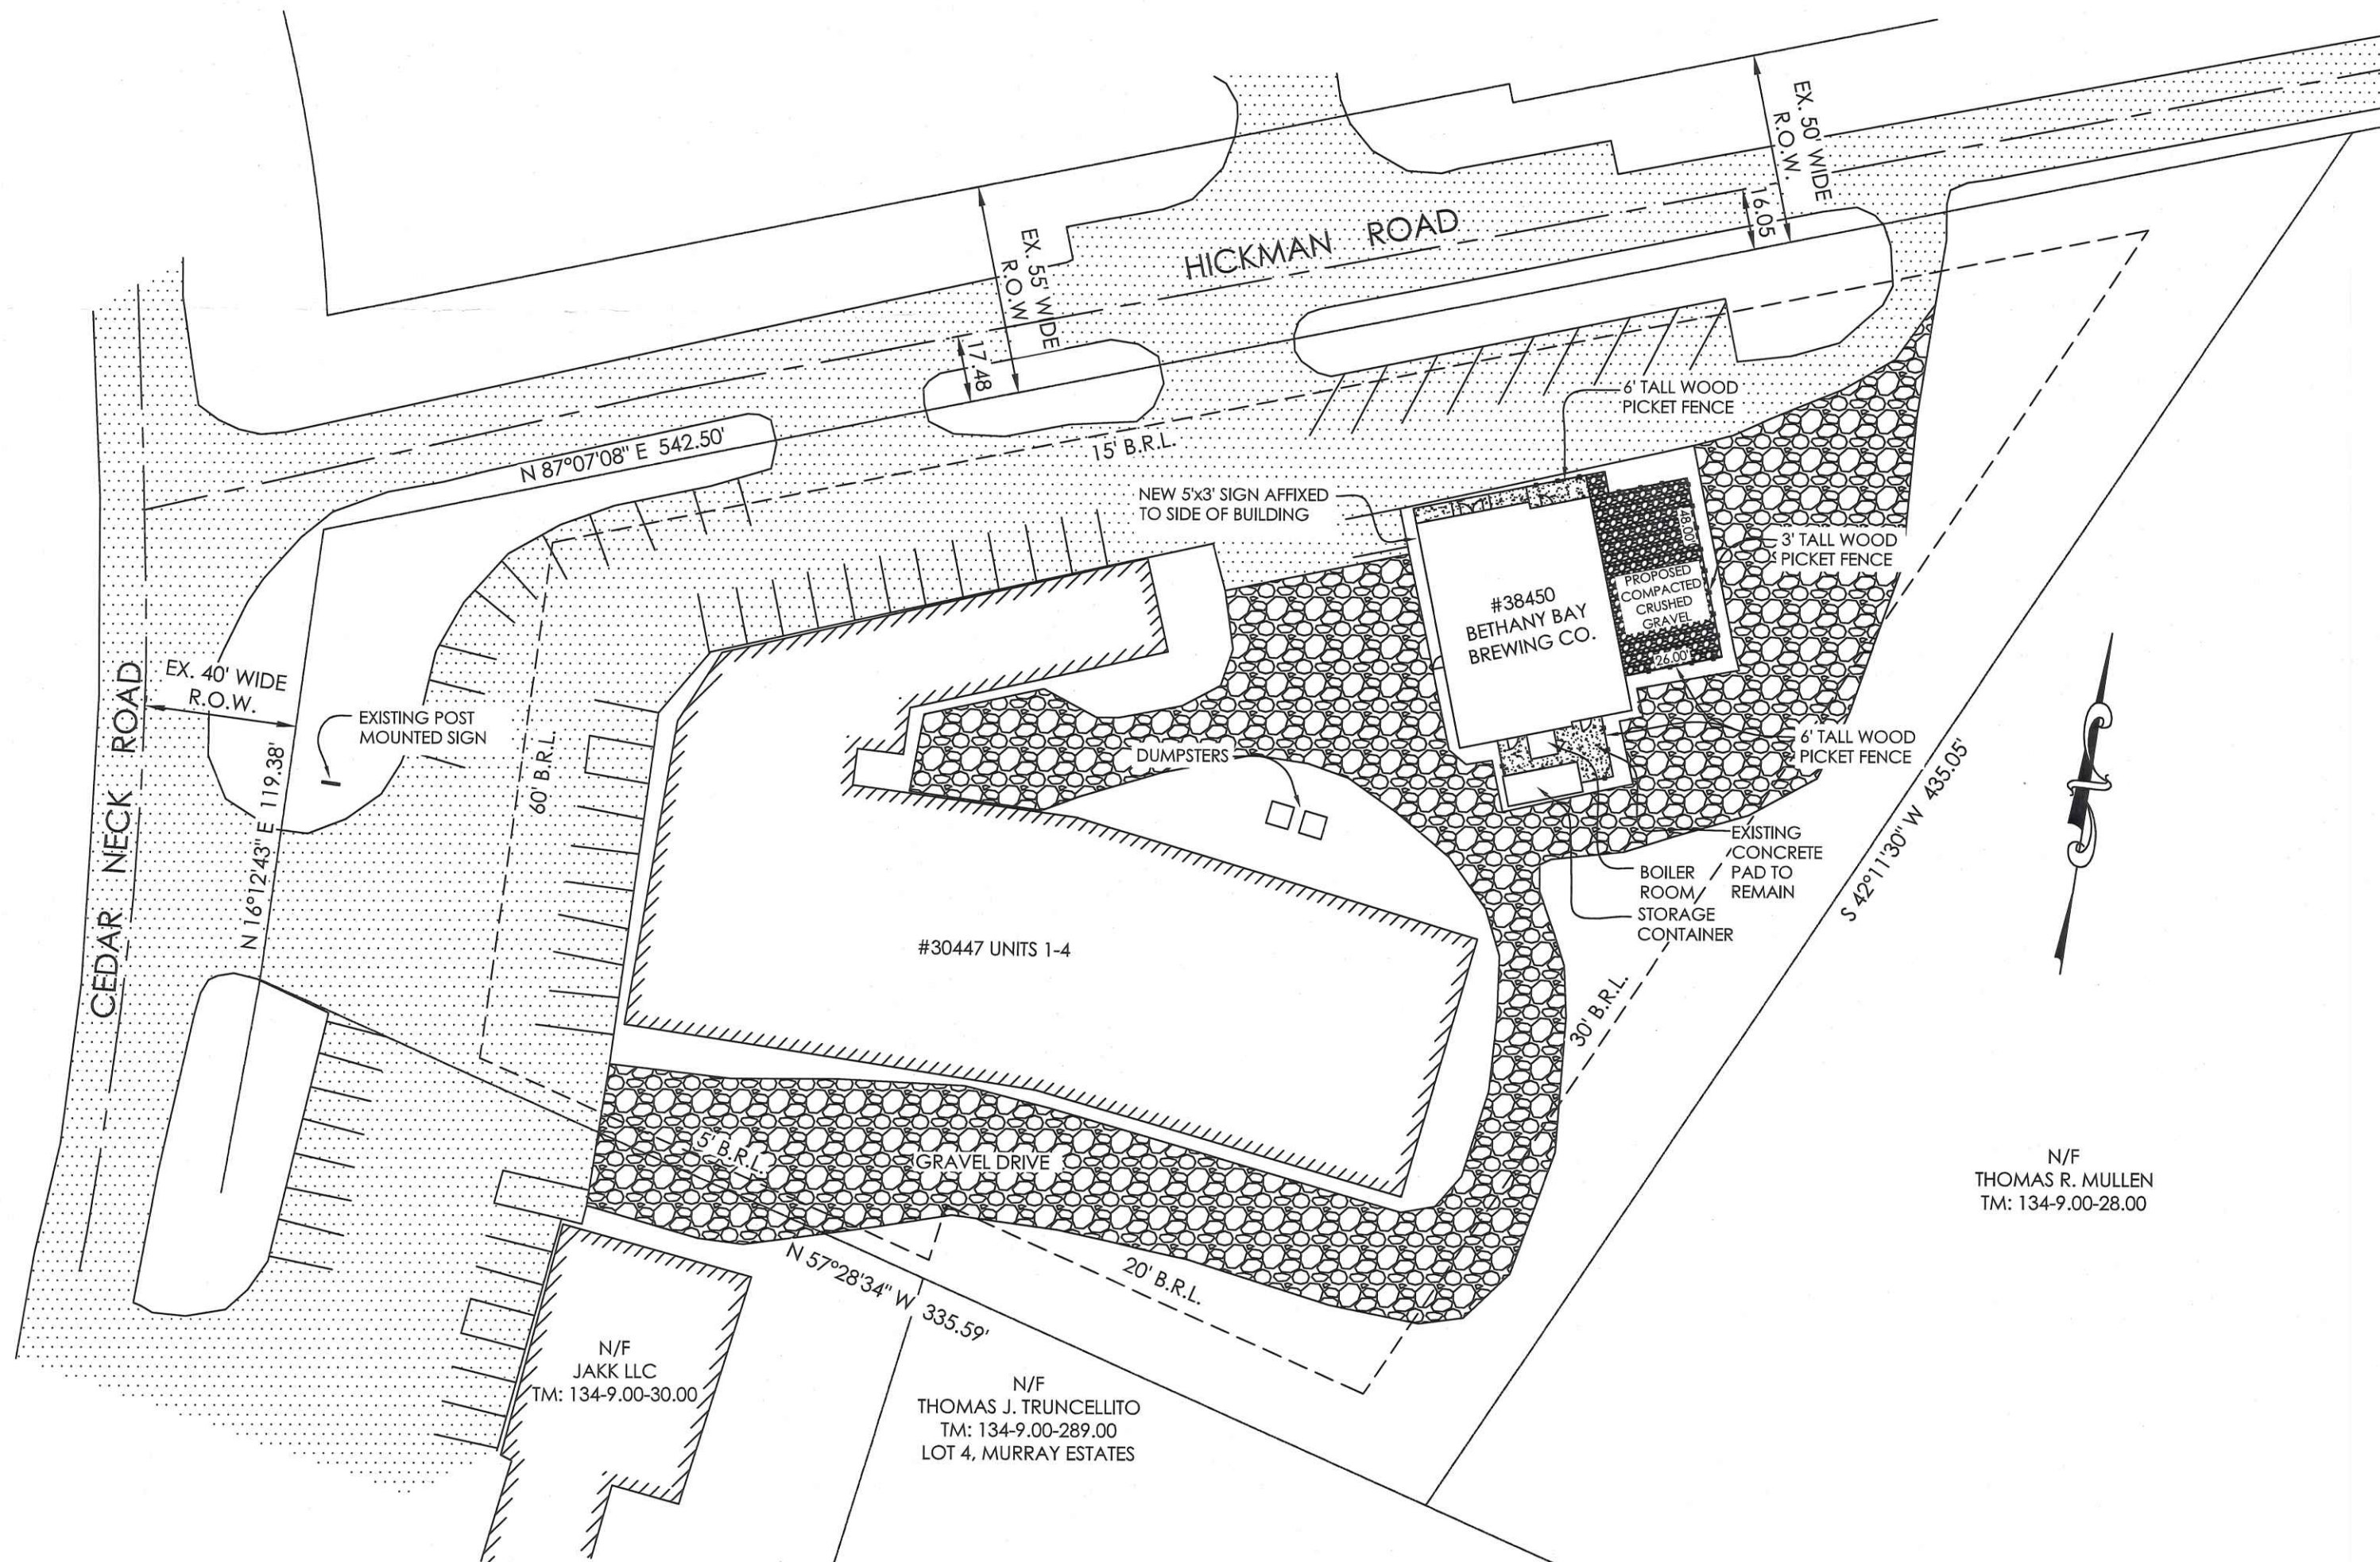 EX. 50' WIDE
R.O.W.
16.05
HICKMAN ROAD
EX. 55' WIDE
R.O.W.
17.48
6' TALL WOOD
PICKET FENCE
N 87°07'08" E 542.50'
15' B.R.L.
NEW 5'x3' SIGN AFFIXED
TO SIDE OF BUILDING
48.00'
3' TALL WOOD
PICKET FENCE
PROPOSED
COMPACTED
CRUSHED
GRAVEL
26.00'
#38450
BETHANY BAY
BREWING CO.
EX. 40' WIDE
R.O.W.
CEDAR NECK ROAD
EXISTING POST
MOUNTED SIGN
N 16°12'43" E 119.38'
60' B.R.L.
DUMPSTERS
6' TALL WOOD
PICKET FENCE
S 42°11'30" W 435.05'
EXISTING
CONCRETE
PAD TO
REMAIN
BOILER
ROOM
STORAGE
CONTAINER
#30447 UNITS 1-4
30' B.R.L.
5' B.R.L.
GRAVEL DRIVE
N/F
THOMAS R. MULLEN
TM: 134-9.00-28.00
N 57°28'34" W 335.59'
20' B.R.L.
N/F
JAKK LLC
TM: 134-9.00-30.00
N/F
THOMAS J. TRUNCELLITO
TM: 134-9.00-289.00
LOT 4, MURRAY ESTATES